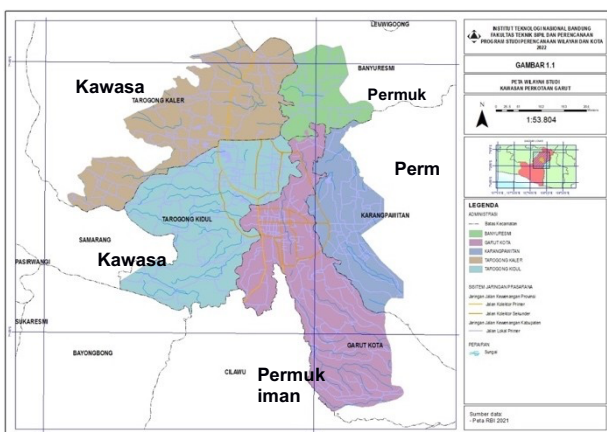 LEUWIGOONG
BANYURESMI
Kawasa
TAROGONG KALER
Permuk
Perm
TAROGONG KIDUL
KARANGPAWITAN
SAMARANG
Kawasa
PASIRWANGI
SUKARESMI
BAYONGBONG
GARUT KOTA
CILAWU
Permuk
iman
INSTITUT TEKNOLOGI NASIONAL BANDUNG
FAKULTAS TEKNIK SIPIL DAN PERENCANAAN
PROGRAM STUDI PERENCANAAN WILAYAH DAN KOTA
2022
GAMBAR 1.1
PETA WILAYAH STUDI
KAWASAN PERKOTAAN GARUT
N
1:53.804
LEGENDA
ADMINISTRASI
Batas Kecamatan
BANYURESMI
GARUT KOTA
KARANGPAWITAN
TAROGONG KALER
TAROGONG KIDUL
SISTEM JARINGAN PRASARANA
Jaringan Jalan Kewenangan Provinsi
Jalan Kolektor Primer
Jalan Kolektor Sekunder
Jaringan Jalan Kewenangan Kabupaten
Jalan Lokal Primer
PERAIRAN
Sungai
Sumber data:
- Peta RBI 2021